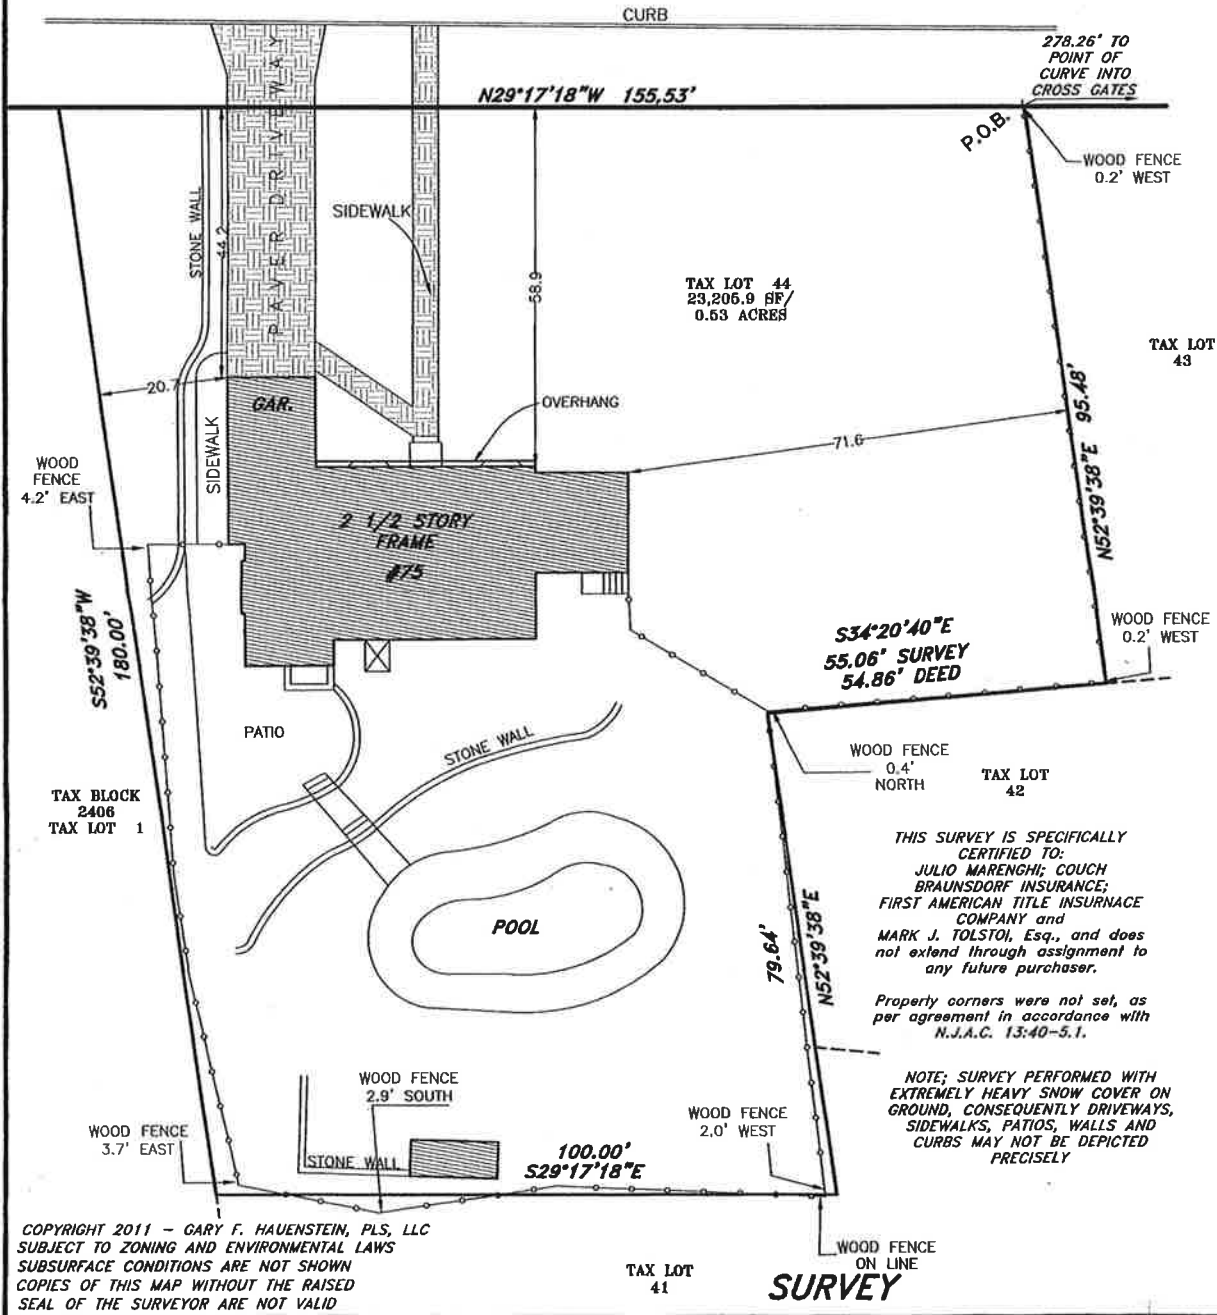 CURB
278.26' TO
POINT OF
CURVE INTO
CROSS GATES
N29°17'18"W 155,53'
P.O.B.
WOOD FENCE
0.2' WEST
PAVER DRIVEWAY
STONE WALL
44.2
SIDEWALK
58.9
TAX LOT 44
23,205.9 SF/
0.53 ACRES
TAX LOT
43
20.7
GAR.
OVERHANG
71.6
N52°39'38"E 95.48'
SIDEWALK
WOOD
FENCE
4.2' EAST
2 1/2 STORY
FRAME
#75
S52°39'38"W
180.00'
S34°20'40"E
55.06' SURVEY
54.86' DEED
WOOD FENCE
0.2' WEST
PATIO
STONE WALL
WOOD FENCE
0.4'
NORTH
TAX LOT
42
TAX BLOCK
2406
TAX LOT 1
THIS SURVEY IS SPECIFICALLY
CERTIFIED TO:
JULIO MARENGHI; COUCH
BRAUNSDORF INSURANCE;
FIRST AMERICAN TITLE INSURNACE
COMPANY and
MARK J. TOLSTOI, Esq., and does
not extend through assignment to
any future purchaser.
POOL
79.64'
N52°39'38"E
Property corners were not set, as
per agreement in accordance with
N.J.A.C. 13:40-5.1.
NOTE; SURVEY PERFORMED WITH
EXTREMELY HEAVY SNOW COVER ON
GROUND, CONSEQUENTLY DRIVEWAYS,
SIDEWALKS, PATIOS, WALLS AND
CURBS MAY NOT BE DEPICTED
PRECISELY
WOOD FENCE
2.9' SOUTH
WOOD FENCE
3.7' EAST
WOOD FENCE
2.0' WEST
STONE WALL
100.00'
S29°17'18"E
COPYRIGHT 2011 - GARY F. HAUENSTEIN, PLS, LLC
SUBJECT TO ZONING AND ENVIRONMENTAL LAWS
SUBSURFACE CONDITIONS ARE NOT SHOWN
COPIES OF THIS MAP WITHOUT THE RAISED
SEAL OF THE SURVEYOR ARE NOT VALID
WOOD FENCE
ON LINE
TAX LOT
41
SURVEY